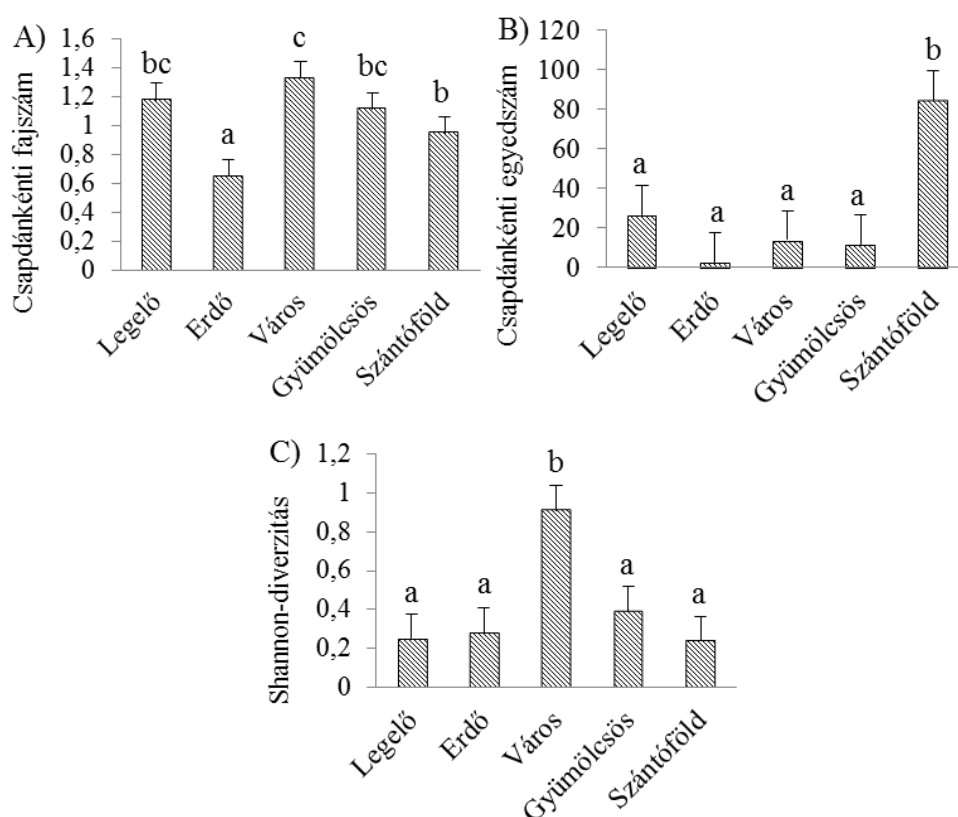 A)
Csapdánkénti fajszám
1,6
1,4
1,2
1
0,8
0,6
0,4
0,2
0
bc
a
c
bc
b
Legelő
Erdő
Város
Gyümölcsös
Szántóföld
B)
Csapdánkénti egyedszám
120
100
80
60
40
20
0
a
a
a
a
b
Legelő
Erdő
Város
Gyümölcsös
Szántóföld
C)
Shannon-diverzitás
1,2
1
0,8
0,6
0,4
0,2
0
a
a
b
a
a
Legelő
Erdő
Város
Gyümölcsös
Szántóföld